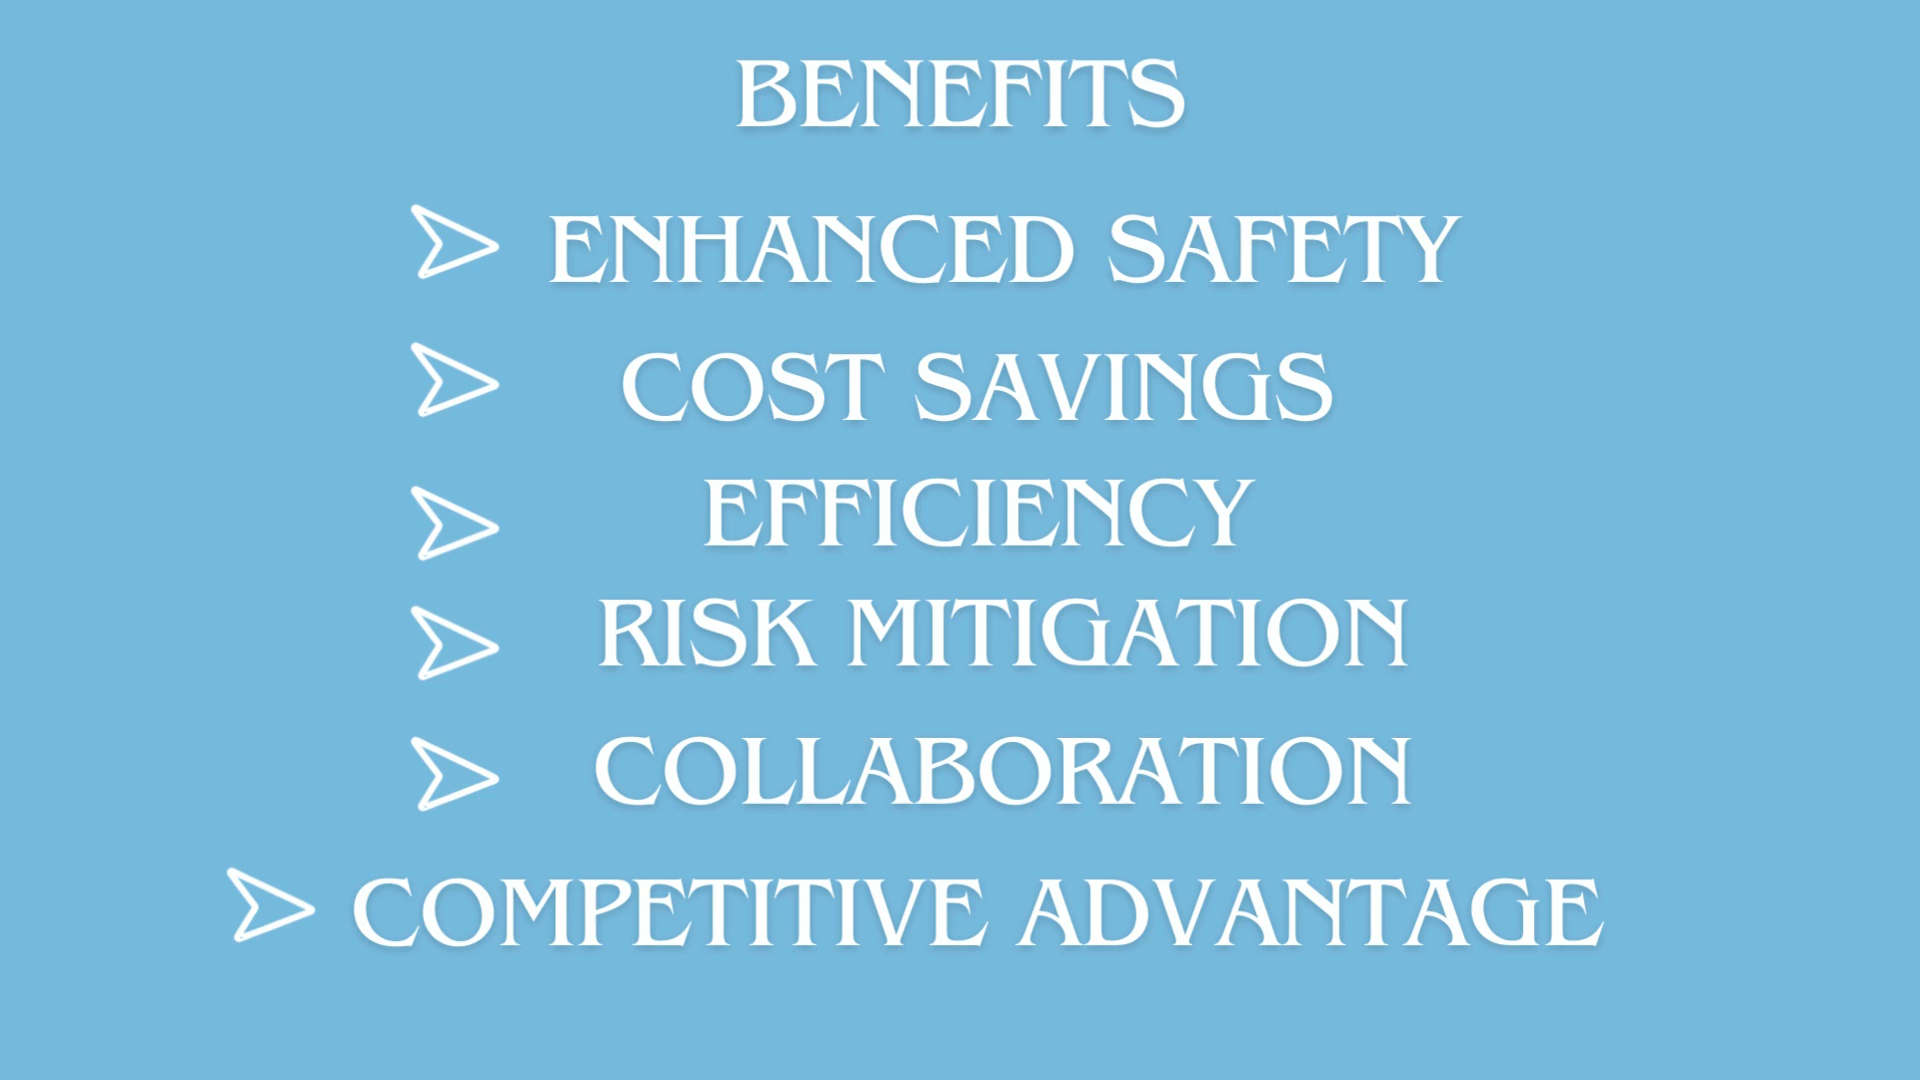 BENEFITS
ENHANCED SAFETY
COST SAVINGS
EFFICIENCY
RISK MITIGATION
COLLABORATION
COMPETITIVE ADVANTAGE